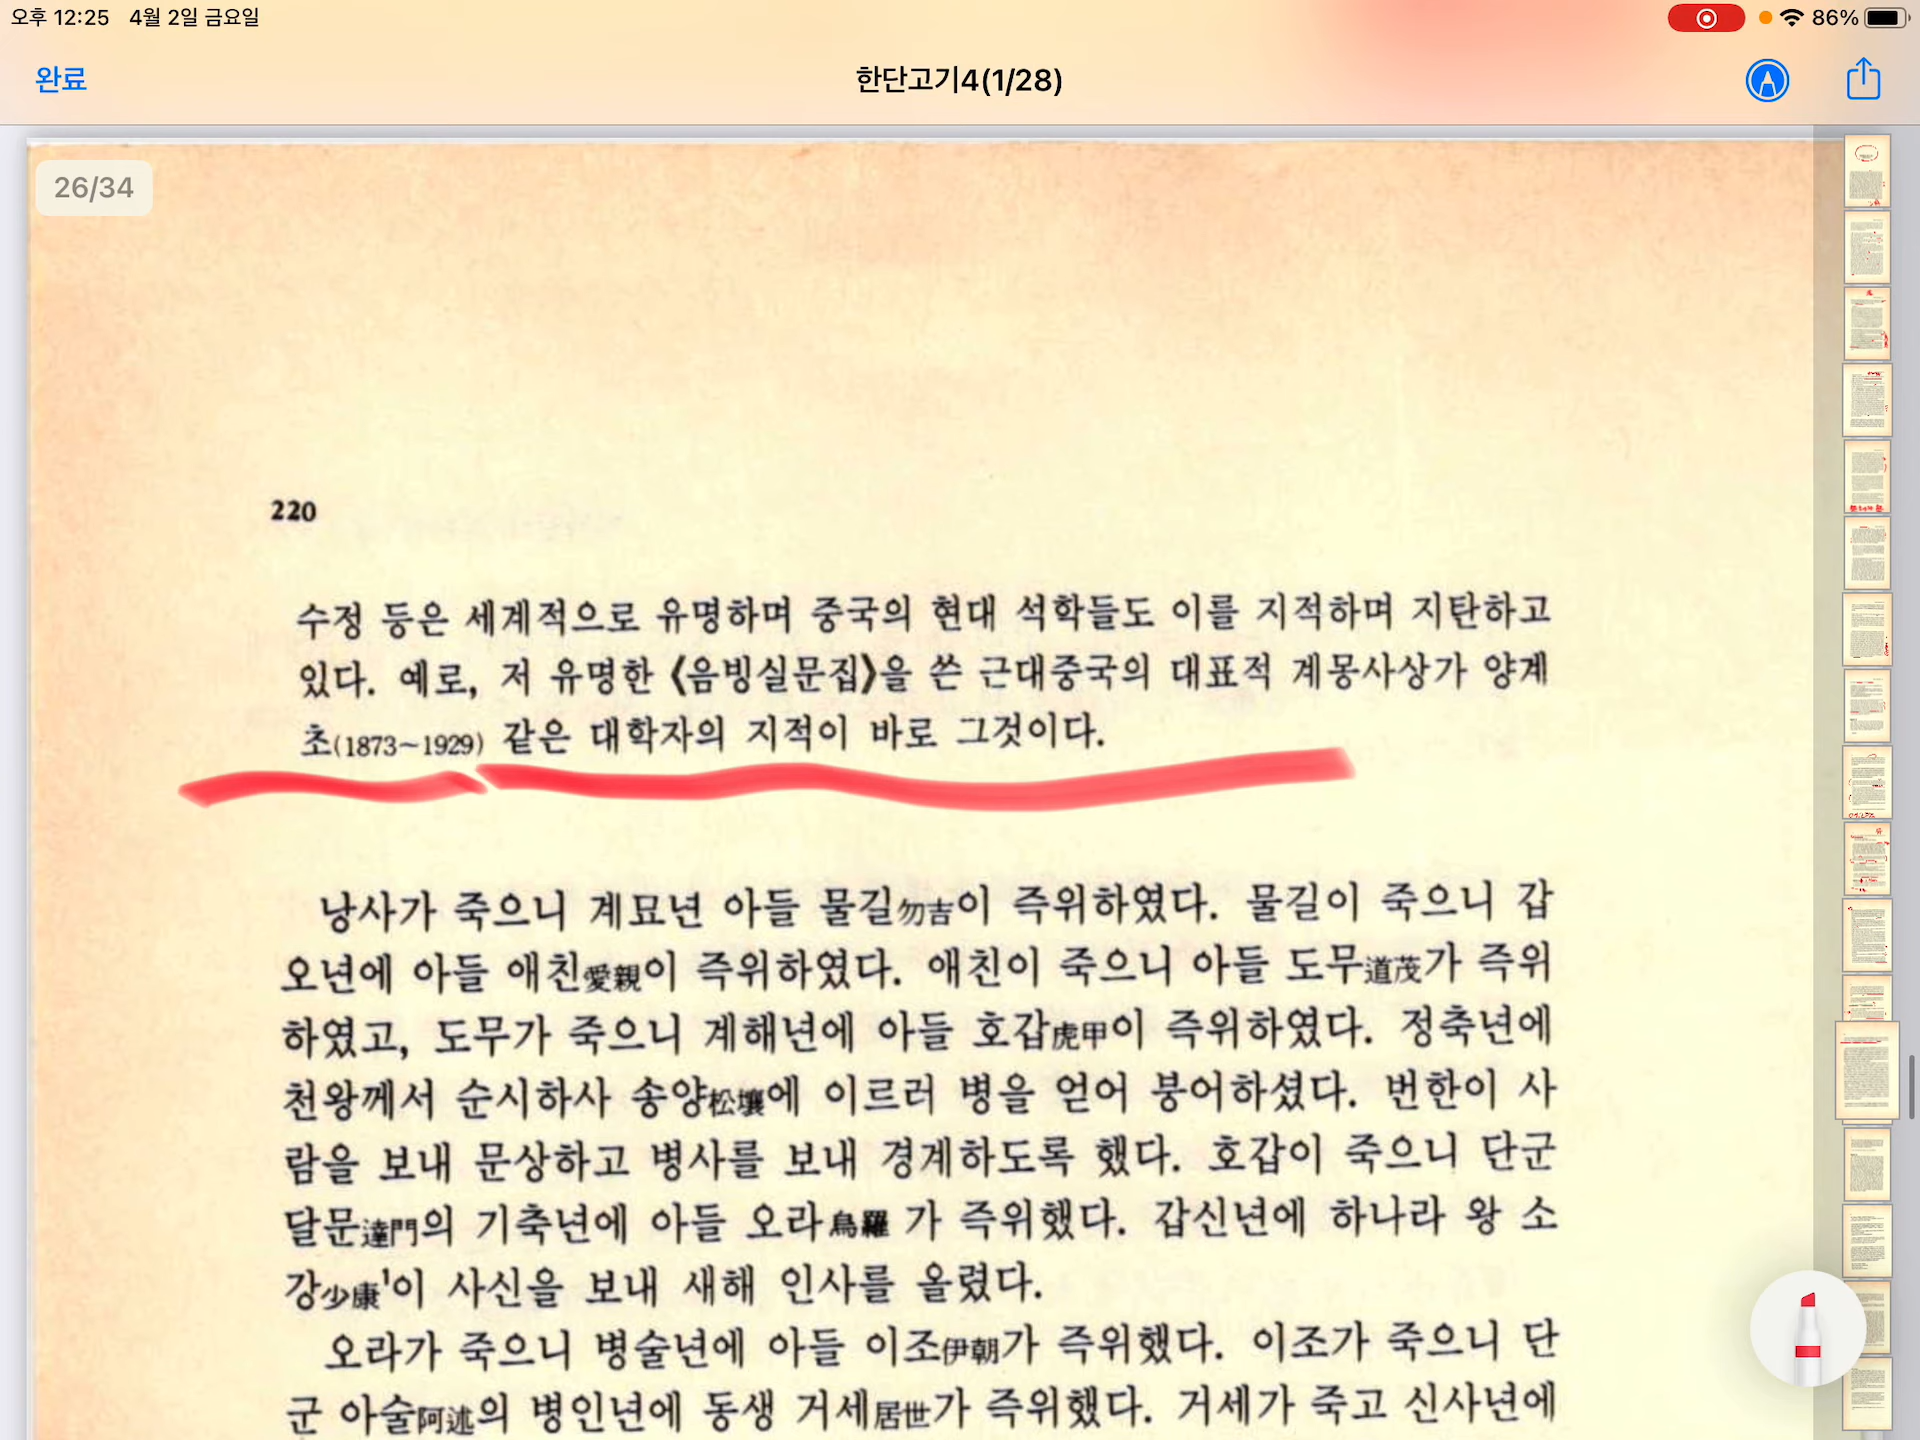 오후 12:25 4월 2일 금요일
86%
완료
한단고기4(1/28)
26/34
220
수정 등은 세계적으로 유명하며 중국의 현대 석학들도 이를 지적하며 지탄하고
있다. 예로, 저 유명한 《음빙실문집》을 쓴 근대중국의 대표적 계몽사상가 양계
초(1873~1929) 같은 대학자의 지적이 바로 그것이다.
낭사가 죽으니 계묘년 아들 물길勿吉이 즉위하였다. 물길이 죽으니 갑
오년에 아들 애친愛親이 즉위하였다. 애친이 죽으니 아들 도무道茂가 즉위
하였고, 도무가 죽으니 계해년에 아들 호갑虎甲이 즉위하였다. 정축년에
천왕께서 순시하사 송양松壤에 이르러 병을 얻어 붕어하셨다. 번한이 사
람을 보내 문상하고 병사를 보내 경계하도록 했다. 호갑이 죽으니 단군
달문達門의 기축년에 아들 오라烏羅 가 즉위했다. 갑신년에 하나라 왕 소
강少康¹이 사신을 보내 새해 인사를 올렸다.
오라가 죽으니 병술년에 아들 이조伊朝가 즉위했다. 이조가 죽으니 단
군 아술阿述의 병인년에 동생 거세居世가 즉위했다. 거세가 죽고 신사년에